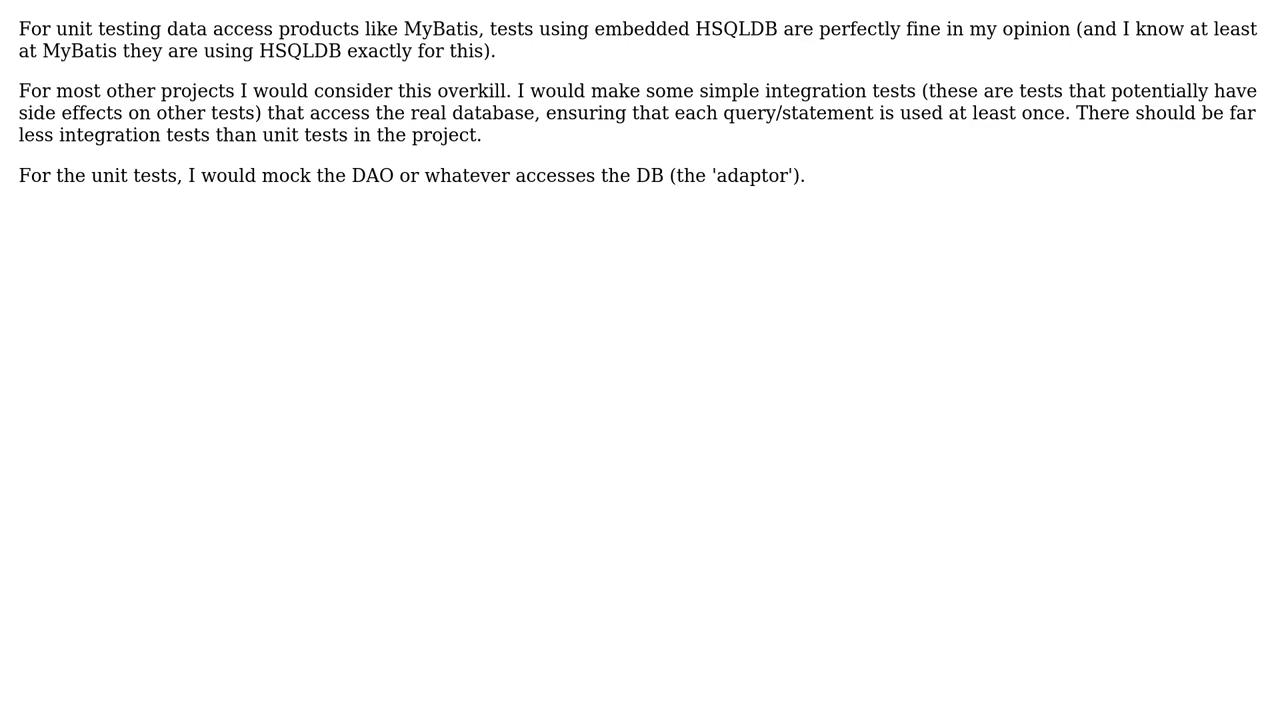 For unit testing data access products like MyBatis, tests using embedded HSQLDB are perfectly fine in my opinion (and I know at least
at MyBatis they are using HSQLDB exactly for this).
For most other projects I would consider this overkill. I would make some simple integration tests (these are tests that potentially have
side effects on other tests) that access the real database, ensuring that each query/statement is used at least once. There should be far
less integration tests than unit tests in the project.
For the unit tests, I would mock the DAO or whatever accesses the DB (the 'adaptor').